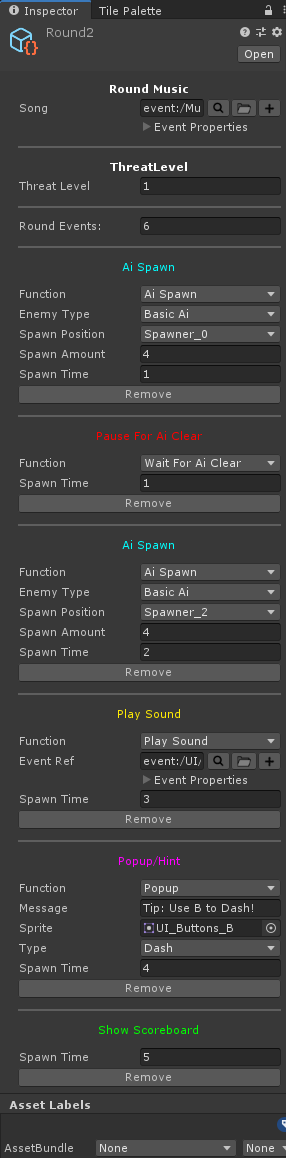 Inspector Tile Palette
Round2
Open
Round Music
Song event:/Mu
Event Properties
ThreatLevel
Threat Level 1
Round Events: 6
Ai Spawn
Function Ai Spawn
Enemy Type Basic Ai
Spawn Position Spawner_0
Spawn Amount 4
Spawn Time 1
Remove
Pause For Ai Clear
Function Wait For Ai Clear
Spawn Time 1
Remove
Ai Spawn
Function Ai Spawn
Enemy Type Basic Ai
Spawn Position Spawner_2
Spawn Amount 4
Spawn Time 2
Remove
Play Sound
Function Play Sound
Event Ref event:/UI/
Event Properties
Spawn Time 3
Remove
Popup/Hint
Function Popup
Message Tip: Use B to Dash!
Sprite UI_Buttons_B
Type Dash
Spawn Time 4
Remove
Show Scoreboard
Spawn Time 5
Remove
Asset Labels
AssetBundle None None